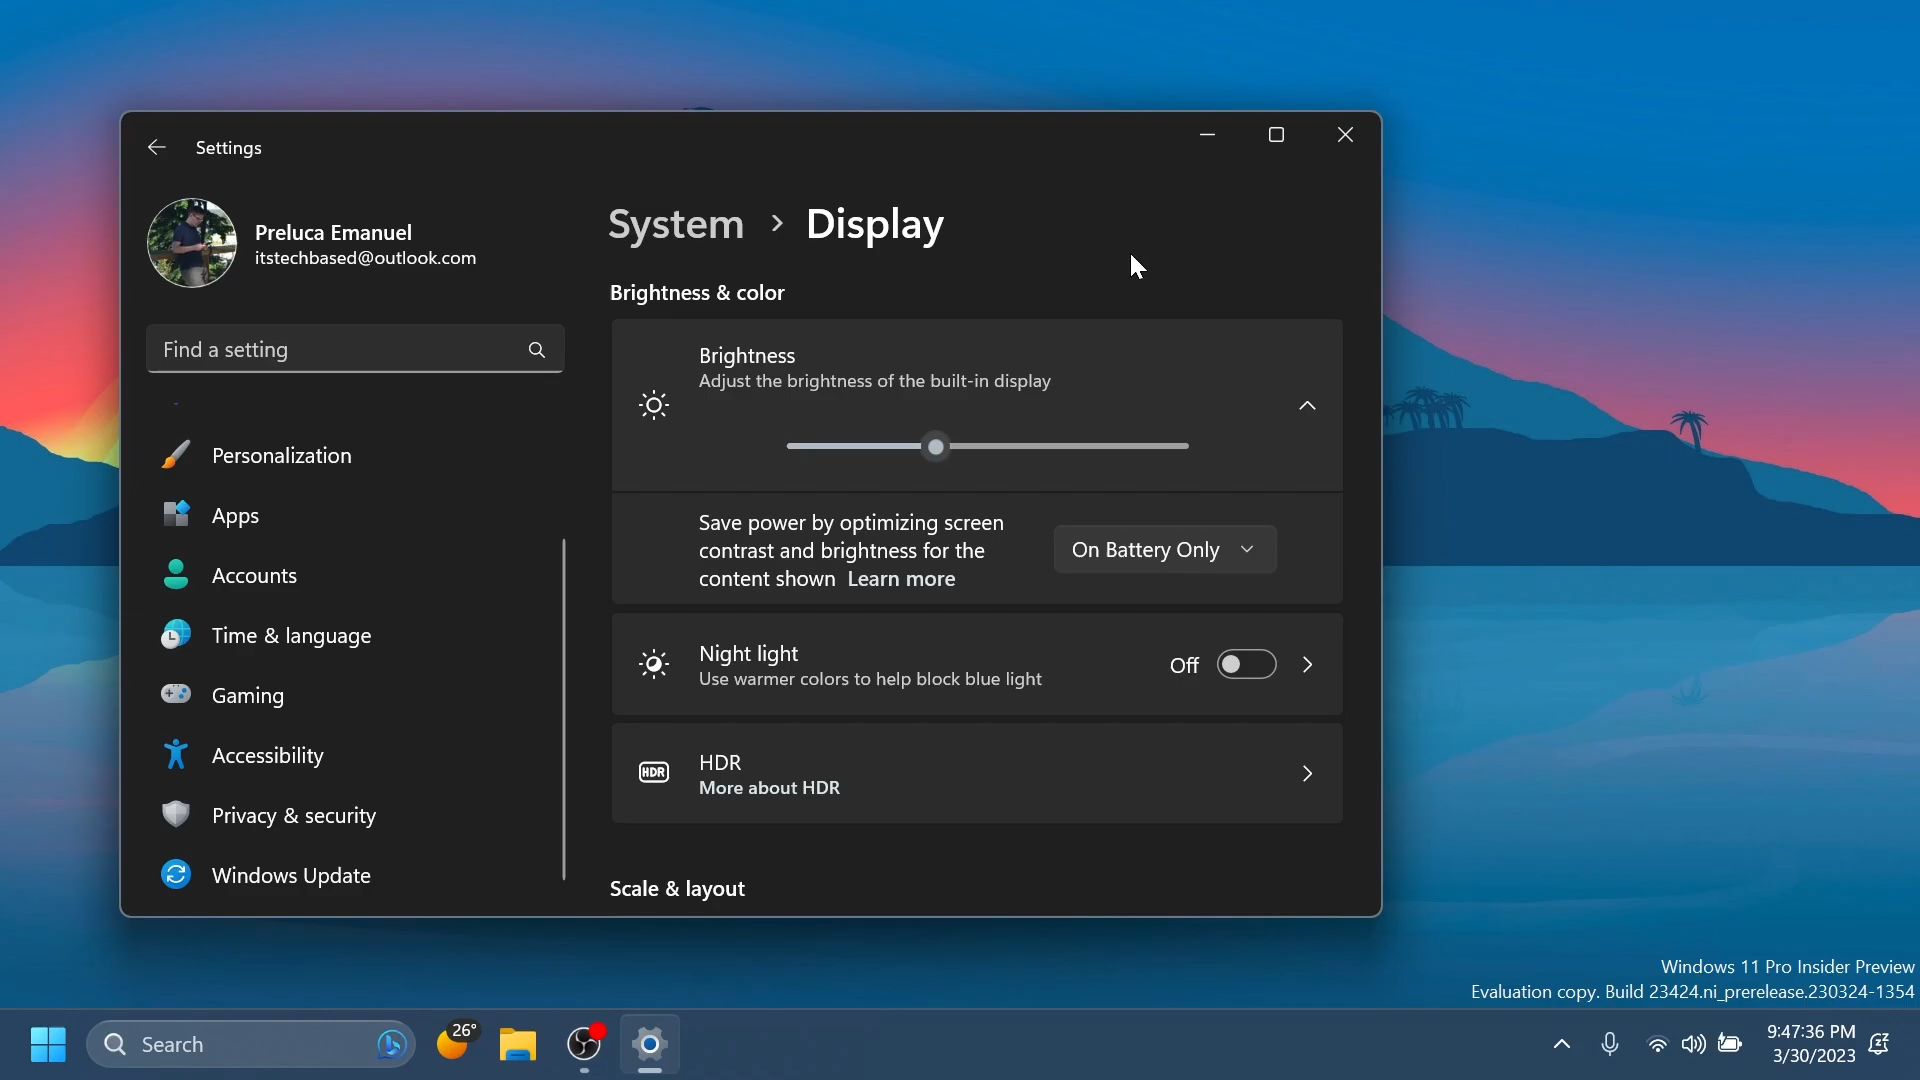 Settings
Preluca Emanuel
itstechbased@outlook.com
Find a setting
Personalization
Apps
Accounts
Time & language
Gaming
Accessibility
Privacy & security
Windows Update
System > Display
Brightness & color
Brightness
Adjust the brightness of the built-in display
Save power by optimizing screen
contrast and brightness for the
content shown Learn more
On Battery Only
Night light
Use warmer colors to help block blue light
Off
HDR
HDR
More about HDR
Scale & layout
Windows 11 Pro Insider Preview
Evaluation copy. Build 23424.ni_prerelease.230324-1354
Search
26°
9:47:36 PM
3/30/2023